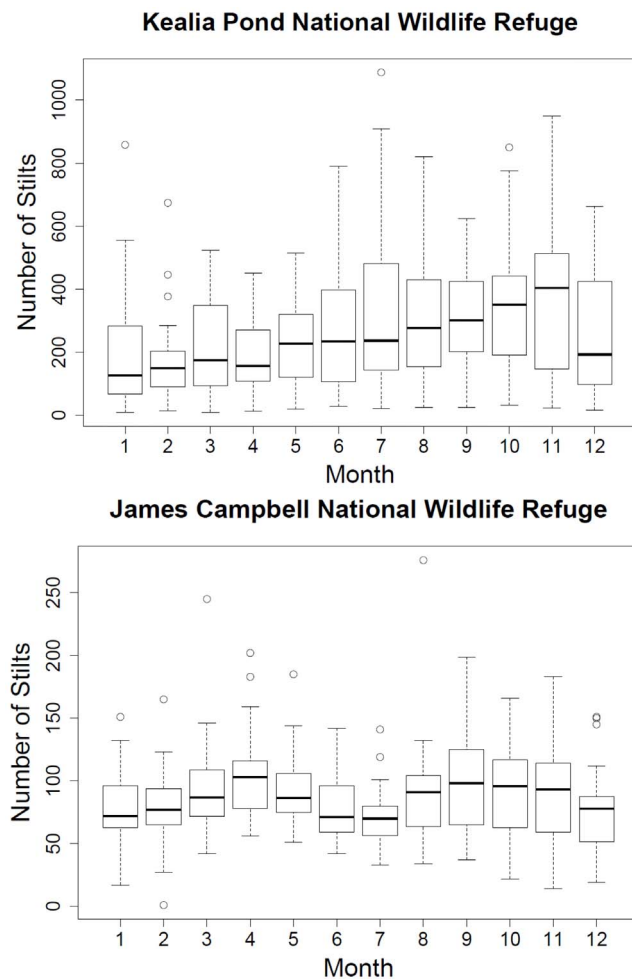 Kealia Pond National Wildlife Refuge
Number of Stilts
1000
800
600
400
200
0
1 2 3 4 5 6 7 8 9 10 11 12
Month
James Campbell National Wildlife Refuge
Number of Stilts
250
200
150
100
50
0
1 2 3 4 5 6 7 8 9 10 11 12
Month